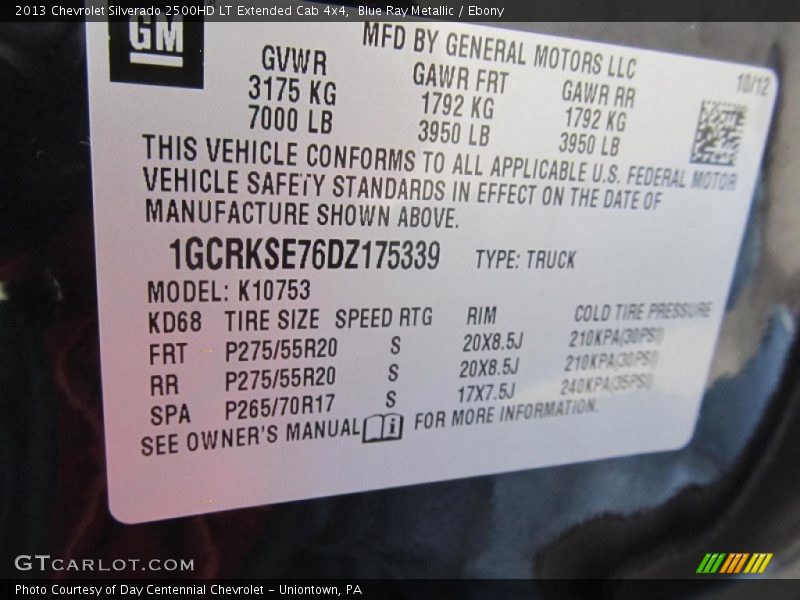 2013 Chevrolet Silverado 2500HD LT Extended Cab 4x4, Blue Ray Metallic / Ebony
GM
MFD BY GENERAL MOTORS LLC
GVWR GAWR FRT GAWR RR 10/12
3175 KG 1792 KG 1792 KG
7000 LB 3950 LB 3950 LB
THIS VEHICLE CONFORMS TO ALL APPLICABLE U.S. FEDERAL MOTOR
VEHICLE SAFETY STANDARDS IN EFFECT ON THE DATE OF
MANUFACTURE SHOWN ABOVE.
1GCRKSE76DZ175339 TYPE: TRUCK
MODEL: K10753
KD68 TIRE SIZE SPEED RTG RIM COLD TIRE PRESSURE
FRT P275/55R20 S 20X8.5J 210KPA(30PSI)
RR P275/55R20 S 20X8.5J 210KPA(30PSI)
SPA P265/70R17 S 17X7.5J 240KPA(35PSI)
SEE OWNER'S MANUAL i FOR MORE INFORMATION.
GTCARLOT.COM
Photo Courtesy of Day Centennial Chevrolet – Uniontown, PA